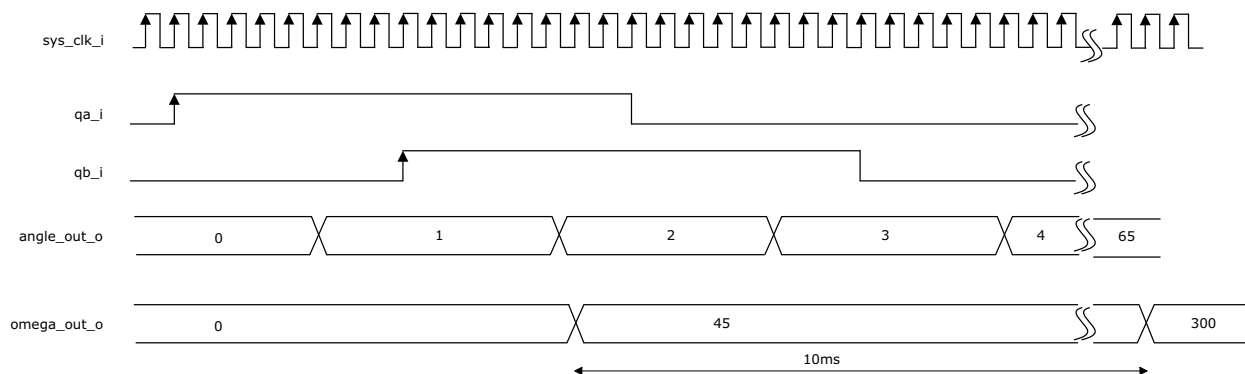 sys_clk_i
qa_i
qb_i
angle_out_o 0 1 2 3 4 65
omega_out_o 0 45 300
10ms